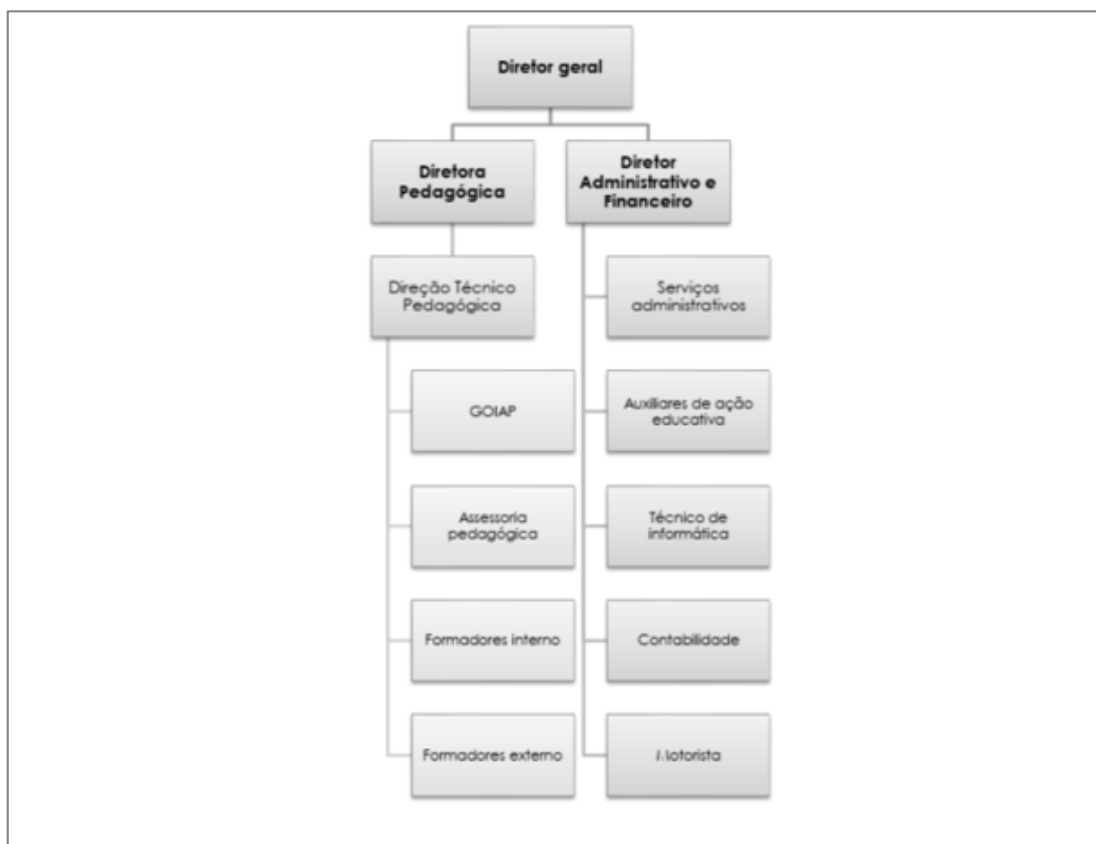 Diretor geral
Diretora
Pedagógica
Diretor
Administrativo e
Financeiro
Direção Técnico
Pedagógica
GOIAP
Assessoria
pedagógica
Formadores interno
Formadores externo
Serviços
administrativos
Auxiliares de ação
educativa
Técnico de
informática
Contabilidade
Motorista